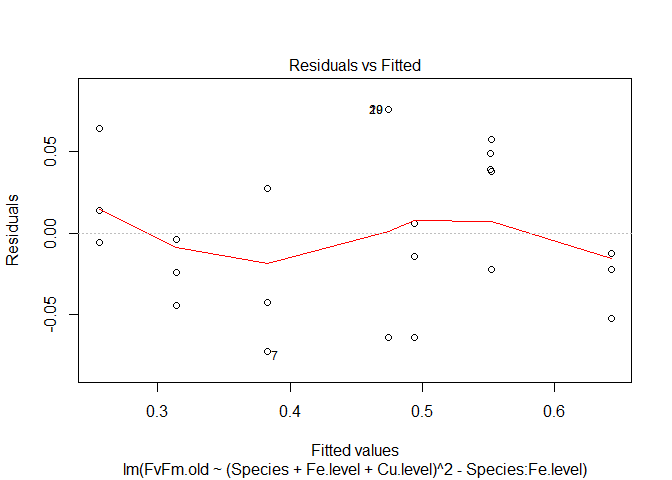 Residuals vs Fitted
Residuals
0.05
0.00
-0.05
7
0.3 0.4 0.5 0.6
Fitted values
lm(FvFm.old ~ (Species + Fe.level + Cu.level)^2 - Species:Fe.level)